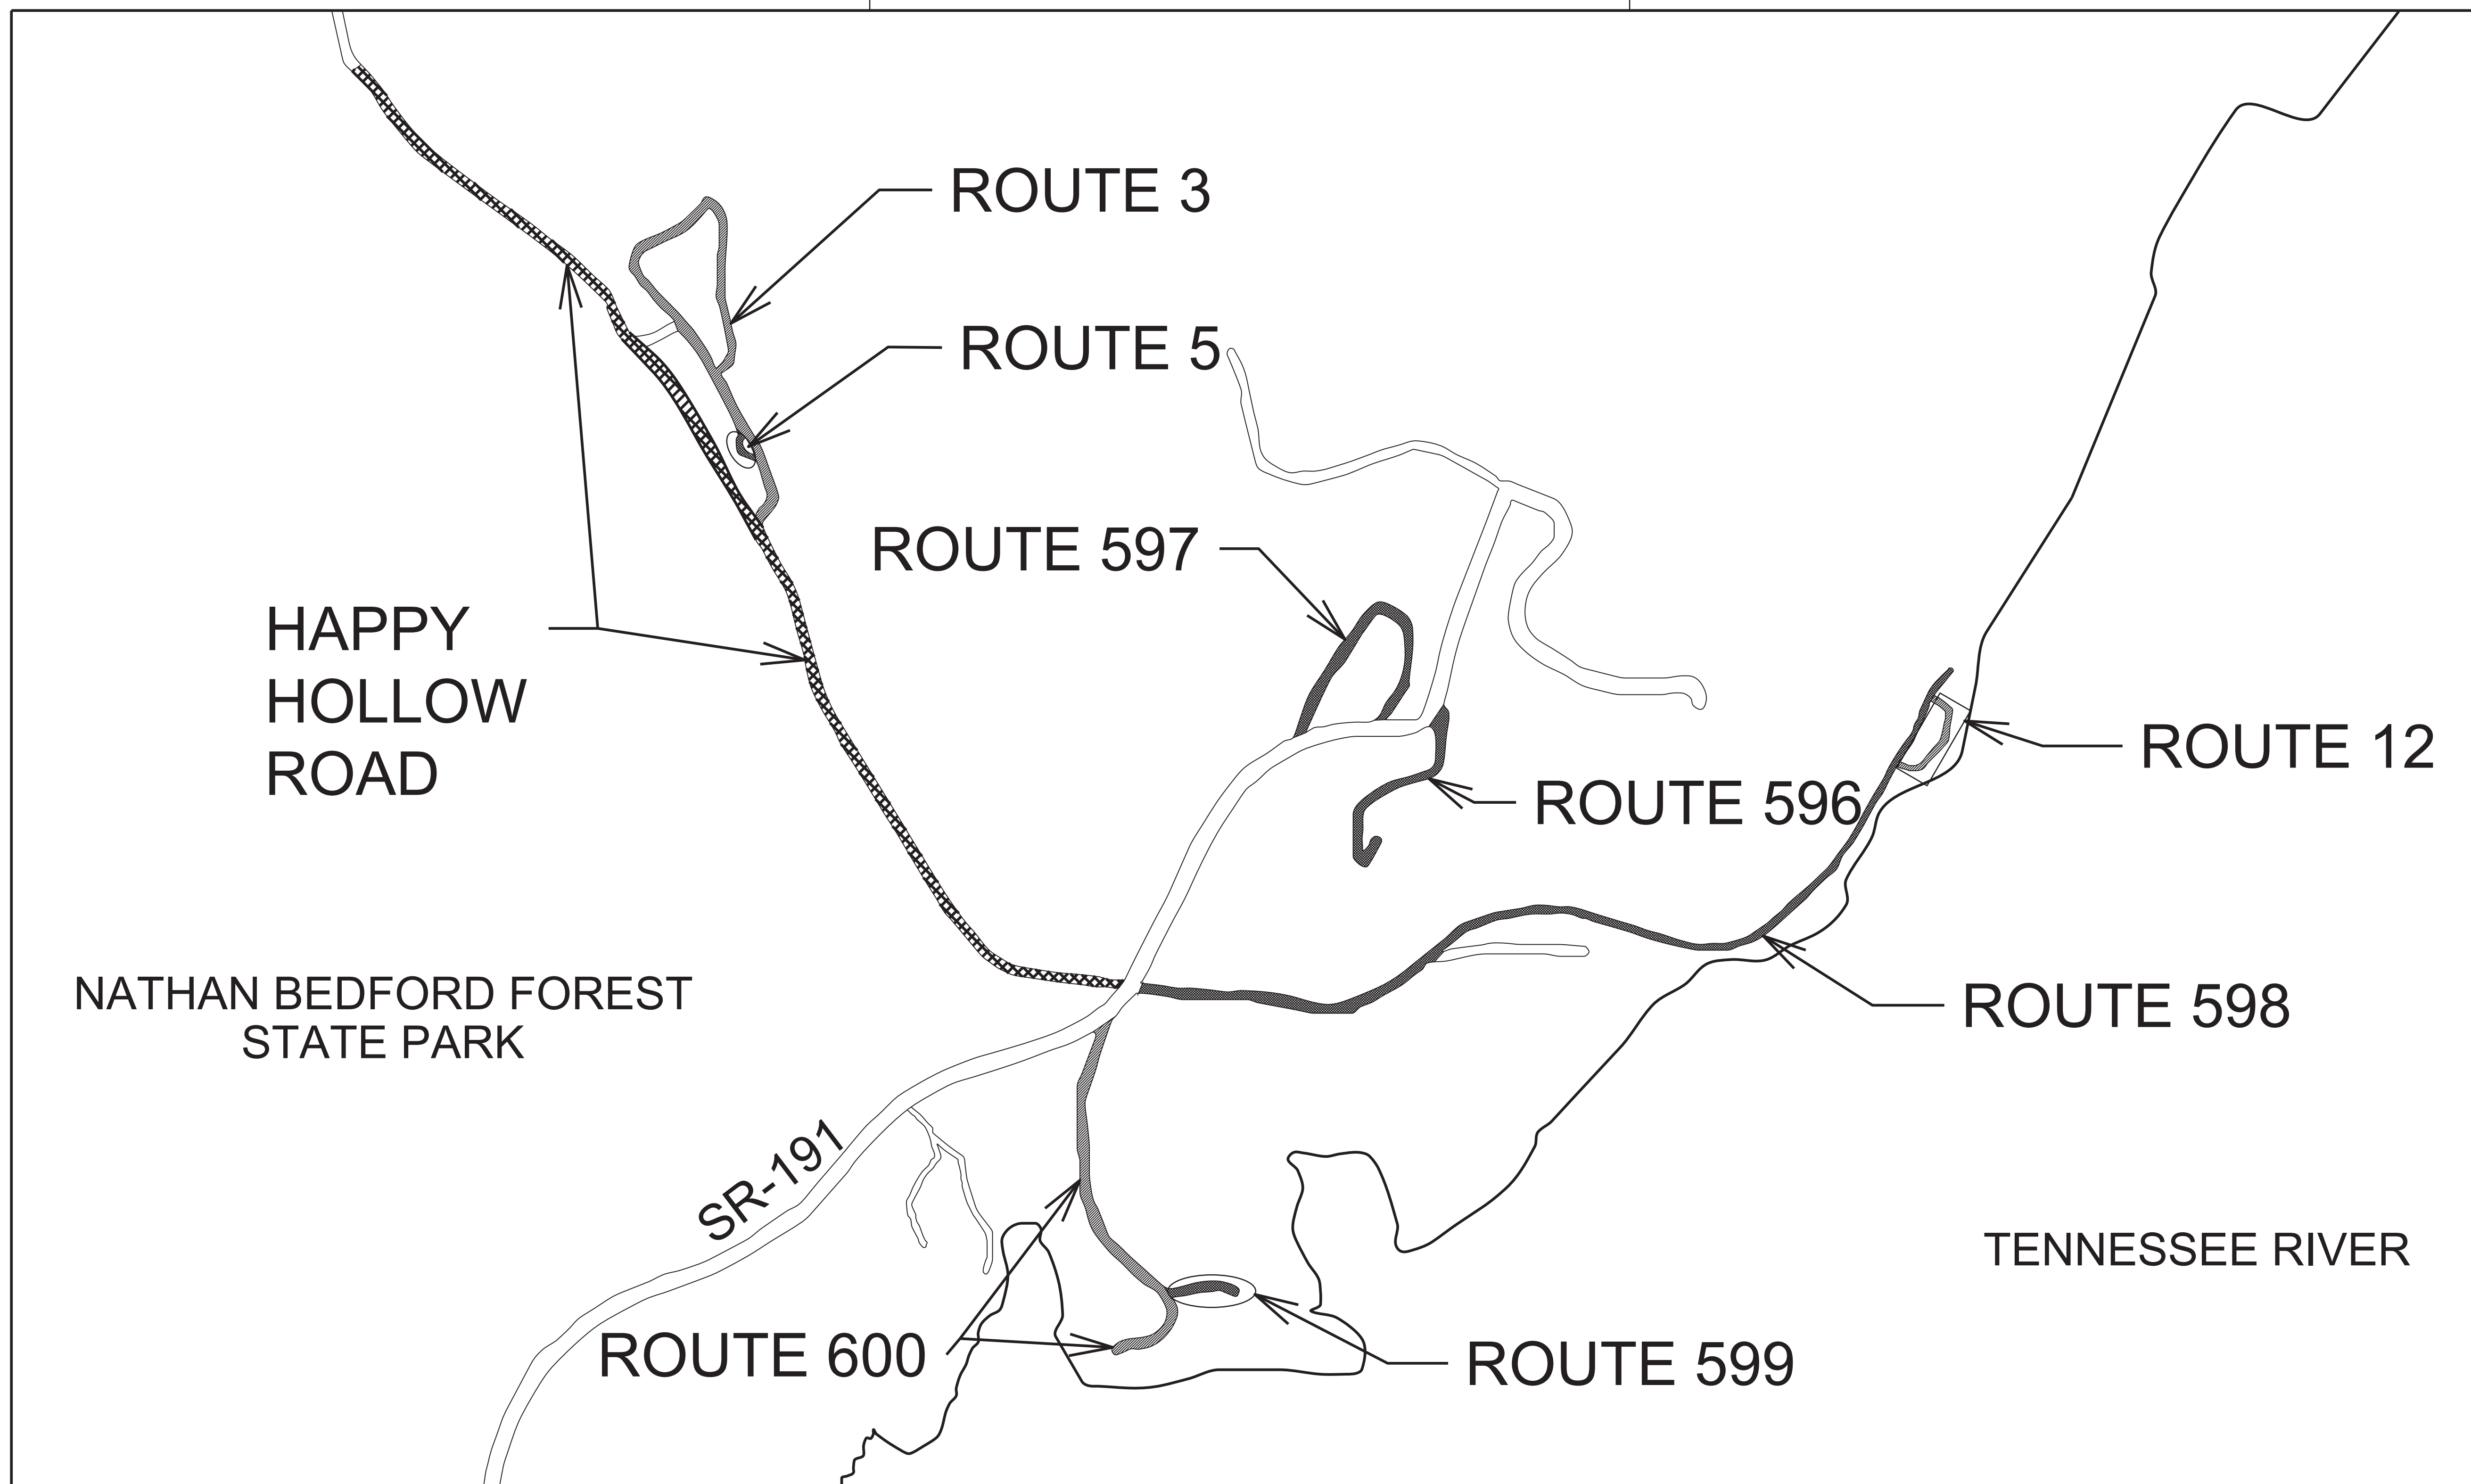 ROUTE 3
ROUTE 5
ROUTE 597
HAPPY
HOLLOW
ROAD
ROUTE 12
ROUTE 596
NATHAN BEDFORD FOREST
STATE PARK
ROUTE 598
SR-191
TENNESSEE RIVER
ROUTE 600
ROUTE 599